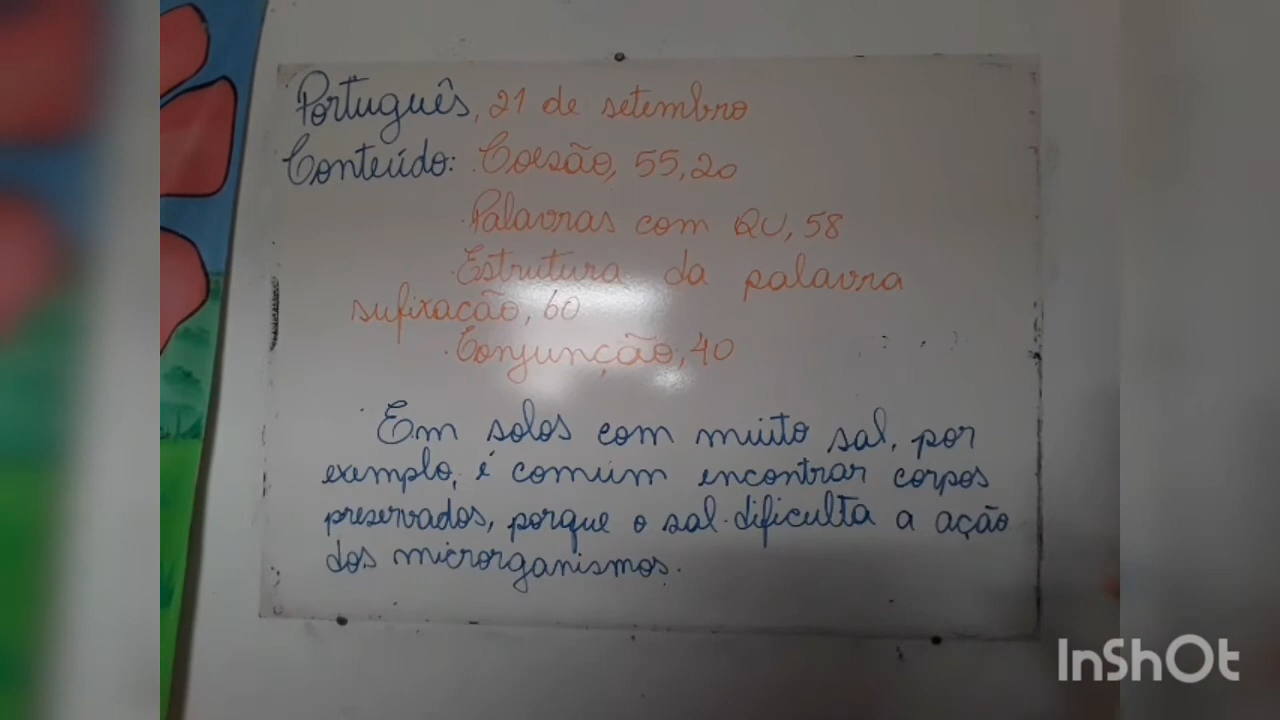 Português, 21 de setembro
Conteúdo: Coesão, 55,20
Palavras com QU, 58
Estrutura da palavra
sufixação, 60
Conjunção, 40
Em solos com muito sal, por
exemplo, é comum encontrar corpos
preservados, porque o sal dificulta a ação
dos microrganismos.
InShOt